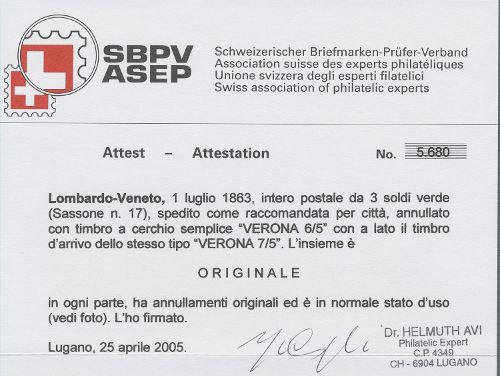 SBPV
ASEP
Schweizerischer Briefmarken-Prüfer-Verband
Association suisse des experts philatéliques
Unione svizzera degli esperti filatelici
Swiss association of philatelic experts
Attest – Attestation No. 5.680
Lombardo-Veneto, 1 luglio 1863, intero postale da 3 soldi verde
(Sassone n. 17), spedito come raccomandata per città, annullato
con timbro a cerchio semplice “VERONA 6/5” con a lato il timbro
d’arrivo dello stesso tipo “VERONA 7/5”. L’insieme è
ORIGINALE
in ogni parte, ha annullamenti originali ed è in normale stato d’uso
(vedi foto). L’ho firmato.
Lugano, 25 aprile 2005.
Dr. HELMUTH AVI
Philatelic Expert
C.P. 4349
CH - 6904 LUGANO